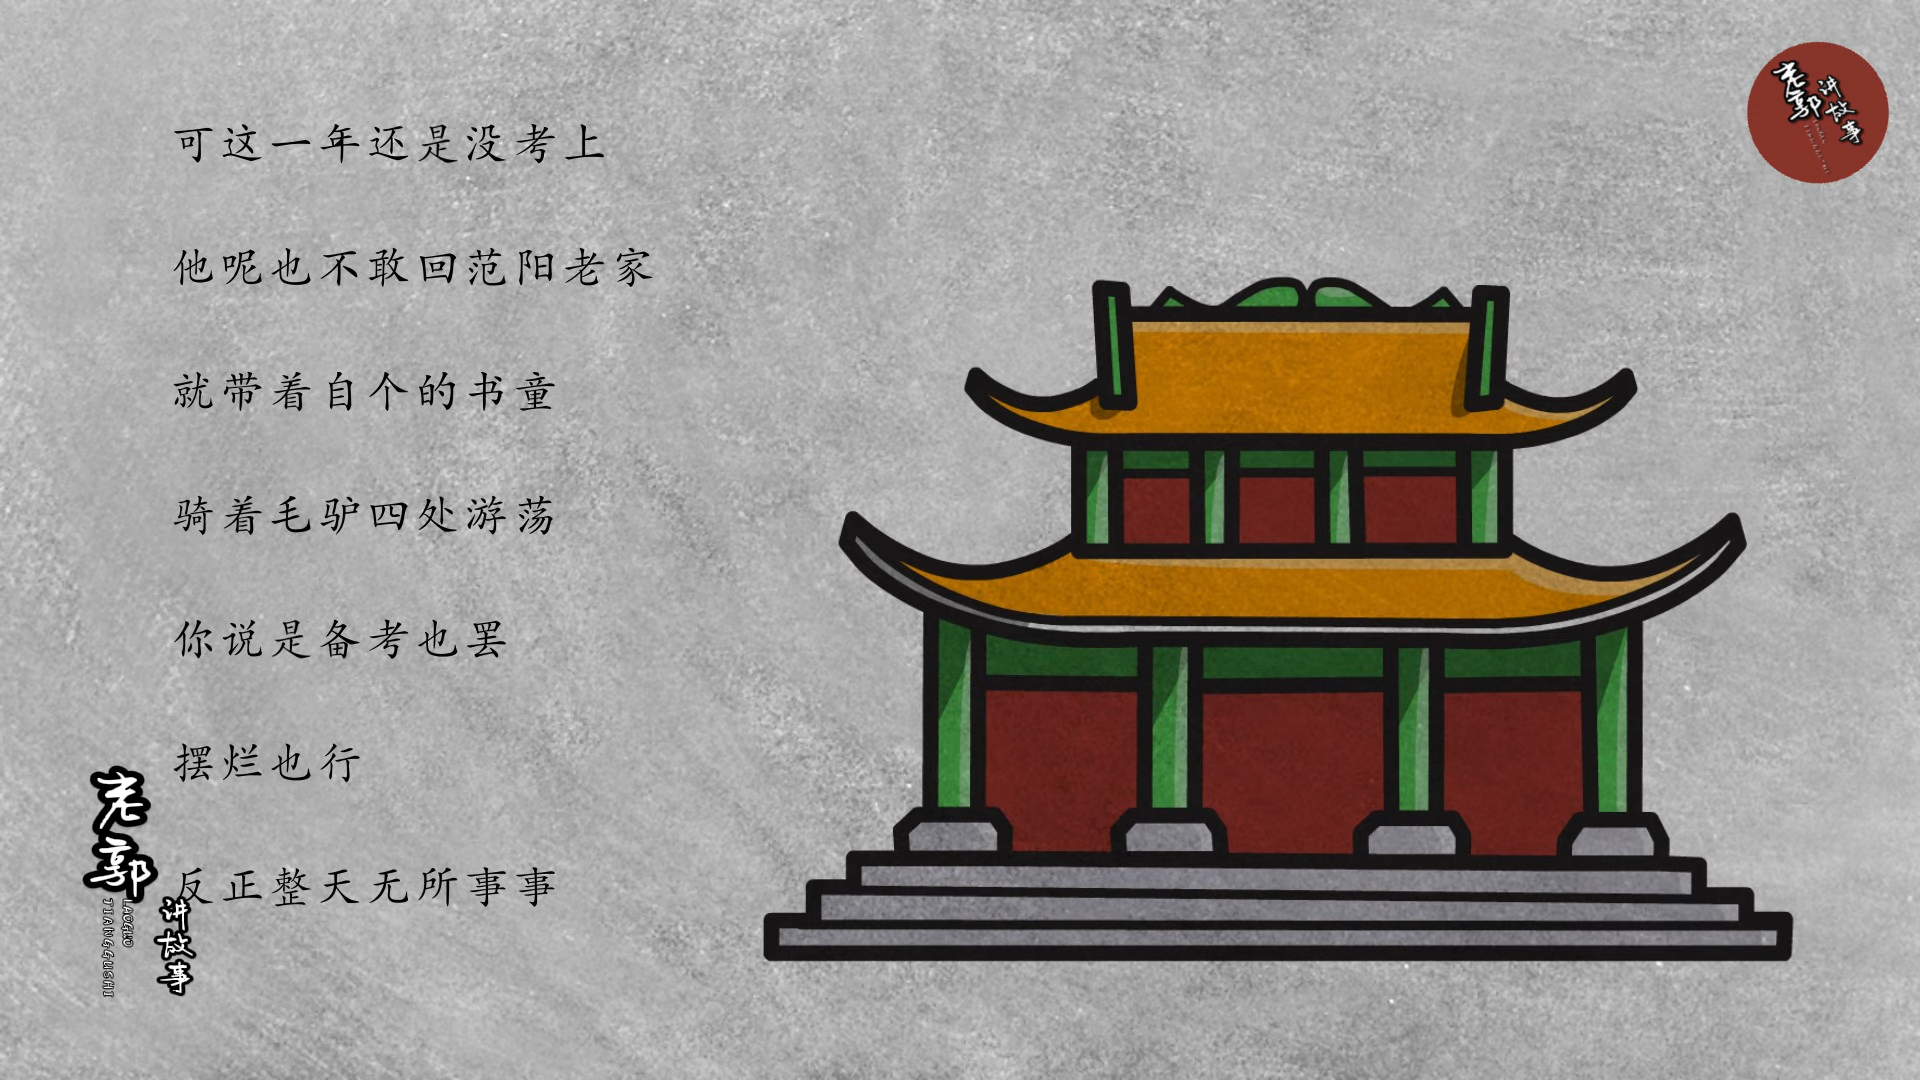 可这一年还是没考上
他呢也不敢回范阳老家
就带着自个的书童
骑着毛驴四处游荡
你说是备考也罢
摆烂也行
反正整天无所事事
老郭
讲故事
LAOGUO
JIANGGUSHI
老郭
讲故事